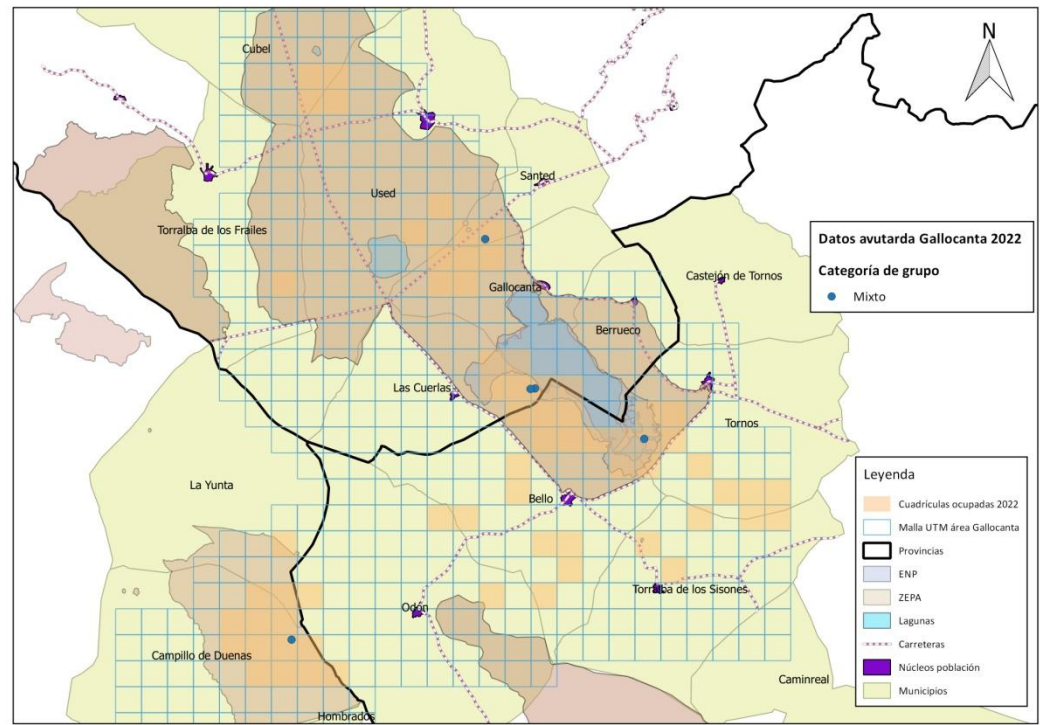 N
Cubel
Santed
Used
Torralba de los Frailes
Datos avutarda Gallocanta 2022
Categoría de grupo
Mixto
Gallocanta
Castejón de Tornos
Berrueco
Las Cuerlas
Tornos
La Yunta
Bello
Torralba de los Sisones
Odón
Campillo de Duenas
Caminreal
Hombrados
Leyenda
Cuadrículas ocupadas 2022
Malla UTM área Gallocanta
Provincias
ENP
ZEPA
Lagunas
Carreteras
Núcleos población
Municipios